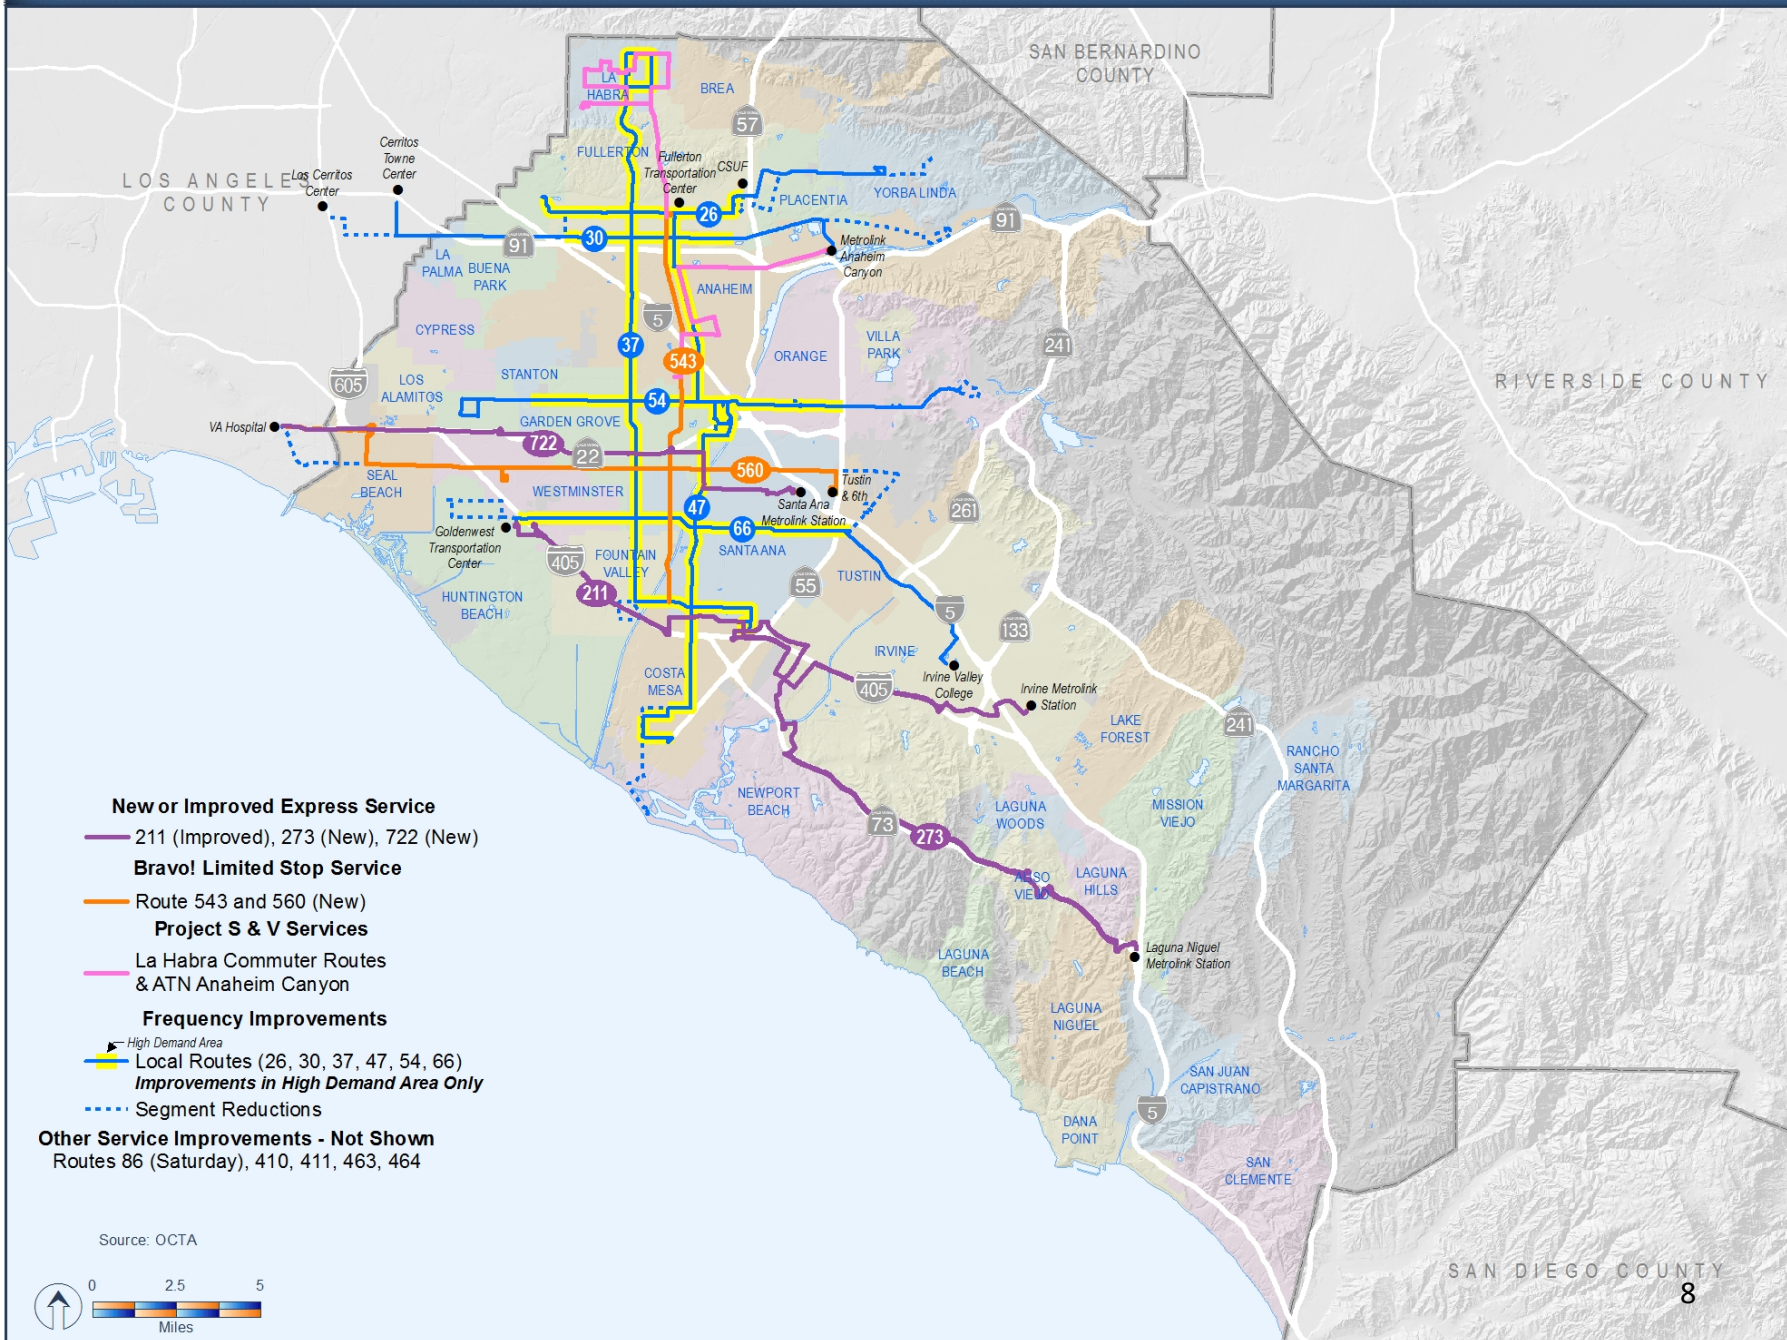 SAN BERNARDINO
COUNTY
LA
HABRA
BREA
57
Cerritos
Towne
Center
FULLERTON
Fullerton
Transportation
Center
CSUF
LOS ANGELES
COUNTY
Los Cerritos
Center
PLACENTIA
YORBA LINDA
26
30
91
91
Metrolink
Anaheim
Canyon
LA
PALMA
BUENA
PARK
ANAHEIM
CYPRESS
5
37
543
ORANGE
VILLA
PARK
241
RIVERSIDE COUNTY
605
LOS
ALAMITOS
STANTON
54
GARDEN GROVE
VA Hospital
722
22
560
SEAL
BEACH
WESTMINSTER
Tustin
& 6th
Santa Ana
Metrolink Station
47
66
261
Goldenwest
Transportation
Center
405
FOUNTAIN
VALLEY
SANTA ANA
55
TUSTIN
211
HUNTINGTON
BEACH
5
133
IRVINE
COSTA
MESA
405
Irvine Valley
College
Irvine Metrolink
Station
LAKE
FOREST
241
RANCHO
SANTA
MARGARITA
NEWPORT
BEACH
LAGUNA
WOODS
MISSION
VIEJO
73
273
ALISO
VIEJO
LAGUNA
HILLS
LAGUNA
BEACH
Laguna Niguel
Metrolink Station
LAGUNA
NIGUEL
SAN JUAN
CAPISTRANO
5
DANA
POINT
SAN
CLEMENTE
SAN DIEGO COUNTY
8
New or Improved Express Service
211 (Improved), 273 (New), 722 (New)
Bravo! Limited Stop Service
Route 543 and 560 (New)
Project S & V Services
La Habra Commuter Routes
& ATN Anaheim Canyon
Frequency Improvements
High Demand Area
Local Routes (26, 30, 37, 47, 54, 66)
Improvements in High Demand Area Only
Segment Reductions
Other Service Improvements - Not Shown
Routes 86 (Saturday), 410, 411, 463, 464
Source: OCTA
0 2.5 5
Miles